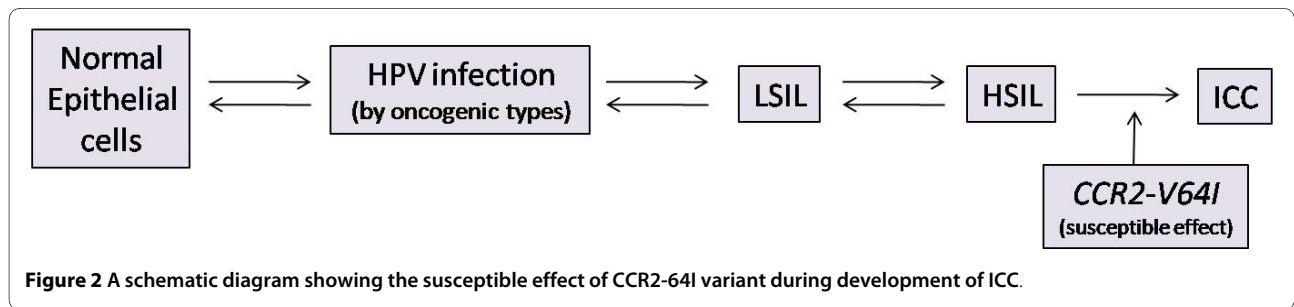 Normal
Epithelial
cells
HPV infection
(by oncogenic types)
LSIL
HSIL
ICC
CCR2-V64I
(susceptible effect)
Figure 2 A schematic diagram showing the susceptible effect of CCR2-64I variant during development of ICC.